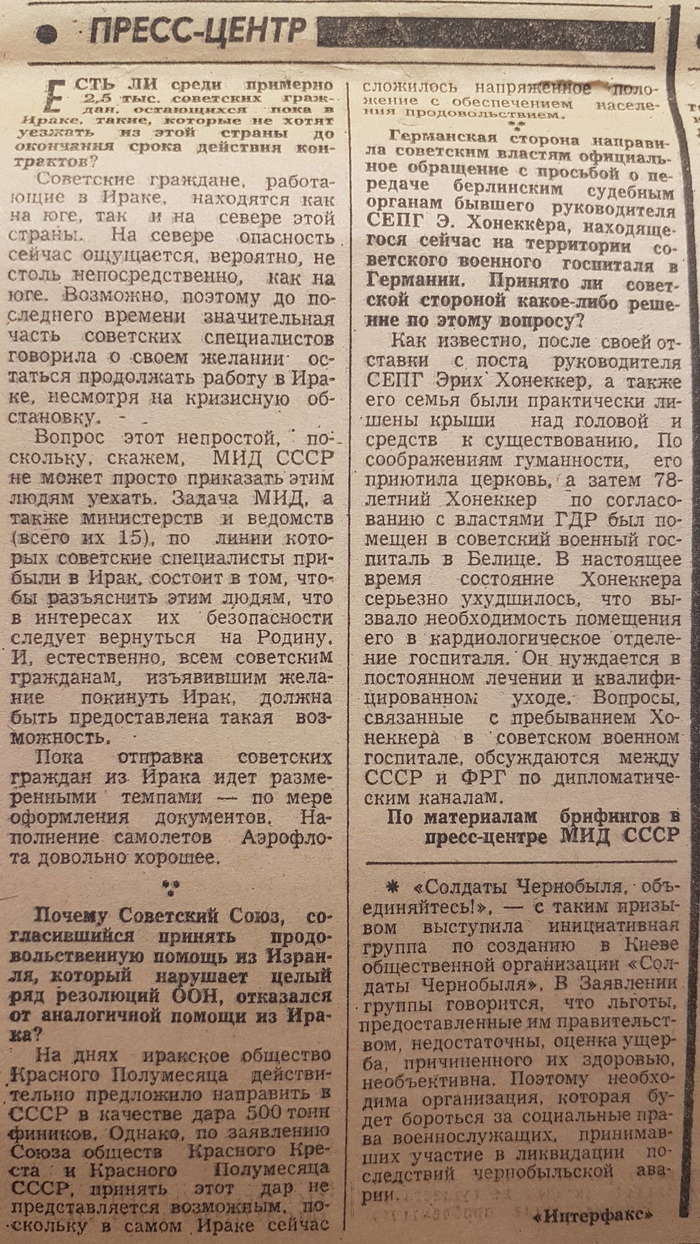 ● ПРЕСС-ЦЕНТР
ЕСТЬ ЛИ среди примерно
2,5 тыс. советских граж-
дан, остающихся пока в
Ираке, такие, которые не хотят
уезжать из этой страны до
окончания срока действия кон-
трактов?
Советские граждане, работа-
ющие в Ираке, находятся как
на юге, так и на севере этой
страны. На севере опасность
сейчас ощущается, вероятно, не
столь непосредственно, как на
юге. Возможно, поэтому до по-
следнего времени значительная
часть советских специалистов
говорила о своем желании ос-
таться продолжать работу в Ира-
ке, несмотря на кризисную об-
становку.
Вопрос этот непростой, по-
скольку, скажем, МИД СССР
не может просто приказать этим
людям уехать. Задача МИД, а
также министерств и ведомств
(всего их 15), по линии кото-
рых советские специалисты при-
были в Ирак, состоит в том, что-
бы разъяснить этим людям, что
в интересах их безопасности
следует вернуться на Родину.
И, естественно, всем советским
гражданам, изъявившим жела-
ние покинуть Ирак, должна
быть предоставлена такая воз-
можность.
Пока отправка советских
граждан из Ирака идет разме-
ренными темпами — по мере
оформления документов. На-
полнение самолетов Аэрофло-
та довольно хорошее.
Почему Советский Союз, со-
гласившийся принять продо-
вольственную помощь из Израи-
ля, который нарушает целый
ряд резолюций ООН, отказался
от аналогичной помощи из Ира-
ка?
На днях иракское общество
Красного Полумесяца действи-
тельно предложило направить в
СССР в качестве дара 500 тонн
фиников. Однако, по заявлению
Союза обществ Красного Кре-
ста и Красного Полумесяца
СССР, принять этот дар не
представляется возможным, по-
скольку в самом Ираке сейчас
сложилось напряженное поло-
жение с обеспечением населе-
ния продовольствием.
Германская сторона направи-
ла советским властям официаль-
ное обращение с просьбой о пе-
редаче берлинским судебным
органам бывшего руководителя
СЕПГ Э. Хонеккера, находяще-
гося сейчас на территории со-
ветского военного госпиталя в
Германии. Принято ли совет-
ской стороной какое-либо реше-
ние по этому вопросу?
Как известно, после своей от-
ставки с поста руководителя
СЕПГ Эрих Хонеккер, а также
его семья были практически ли-
шены крыши над головой и
средств к существованию. По
соображениям гуманности, его
приютила церковь, а затем 78-
летний Хонеккер по согласо-
ванию с властями ГДР был по-
мещен в советский военный гос-
питаль в Белице. В настоящее
время состояние Хонеккера
серьезно ухудшилось, что вы-
звало необходимость помещения
его в кардиологическое отделе-
ние госпиталя. Он нуждается в
постоянном лечении и квалифи-
цированном уходе. Вопросы,
связанные с пребыванием Хо-
неккера в советском военном
госпитале, обсуждаются между
СССР и ФРГ по дипломатиче-
ским каналам.
По материалам брифингов в
пресс-центре МИД СССР
✷ «Солдаты Чернобыля, объ-
единяйтесь!», — с таким призы-
вом выступила инициативная
группа по созданию в Киеве
общественной организации «Сол-
даты Чернобыля». В Заявлении
группы говорится, что льготы,
предоставленные им правительст-
вом, недостаточны, оценка ущер-
ба, причиненного их здоровью,
необъективна. Поэтому необхо-
дима организация, которая бу-
дет бороться за социальные пра-
ва военнослужащих, принимав-
ших участие в ликвидации по-
следствий чернобыльской ава-
рии.
«Интерфакс»